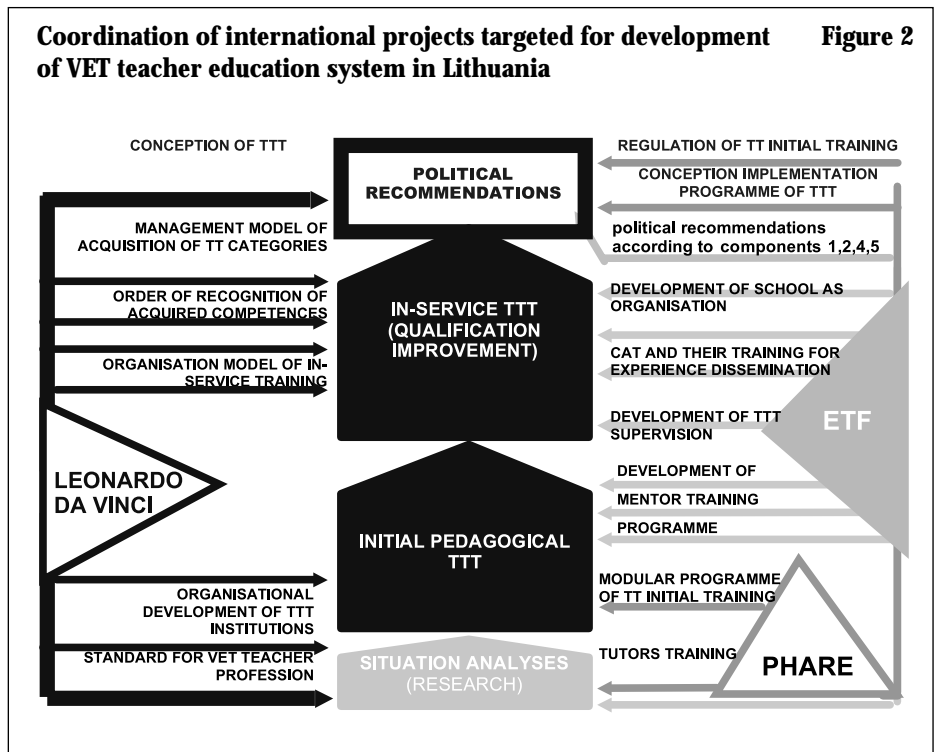 Coordination of international projects targeted for development
of VET teacher education system in Lithuania
Figure 2
CONCEPTION OF TTT
MANAGEMENT MODEL OF
ACQUISITION OF TT CATEGORIES
ORDER OF RECOGNITION OF
ACQUIRED COMPETENCES
ORGANISATION MODEL OF IN-
SERVICE TRAINING
LEONARDO
DA VINCI
ORGANISATIONAL
DEVELOPMENT OF TTT
INSTITUTIONS
STANDARD FOR VET TEACHER
PROFESSION
POLITICAL
RECOMMENDATIONS
IN-SERVICE TTT
(QUALIFICATION
IMPROVEMENT)
INITIAL PEDAGOGICAL
TTT
SITUATION ANALYSES
(RESEARCH)
REGULATION OF TT INITIAL TRAINING
CONCEPTION IMPLEMENTATION
PROGRAMME OF TTT
political recommendations
according to components 1,2,4,5
DEVELOPMENT OF SCHOOL AS
ORGANISATION
CAT AND THEIR TRAINING FOR
EXPERIENCE DISSEMINATION
DEVELOPMENT OF TTT
SUPERVISION
ETF
DEVELOPMENT OF
MENTOR TRAINING
PROGRAMME
MODULAR PROGRAMME
OF TT INITIAL TRAINING
TUTORS TRAINING
PHARE